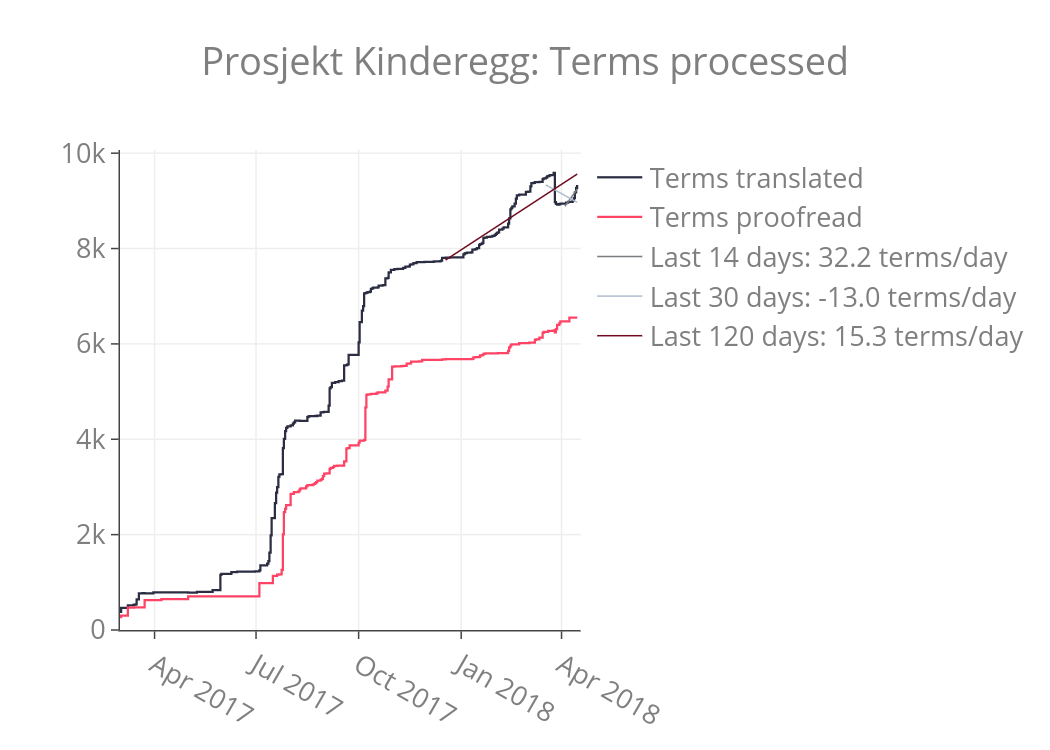 Prosjekt Kinderegg: Terms processed
10k
8k
6k
4k
2k
0
Apr 2017
Jul 2017
Oct 2017
Jan 2018
Apr 2018
Terms translated
Terms proofread
Last 14 days: 32.2 terms/day
Last 30 days: -13.0 terms/day
Last 120 days: 15.3 terms/day